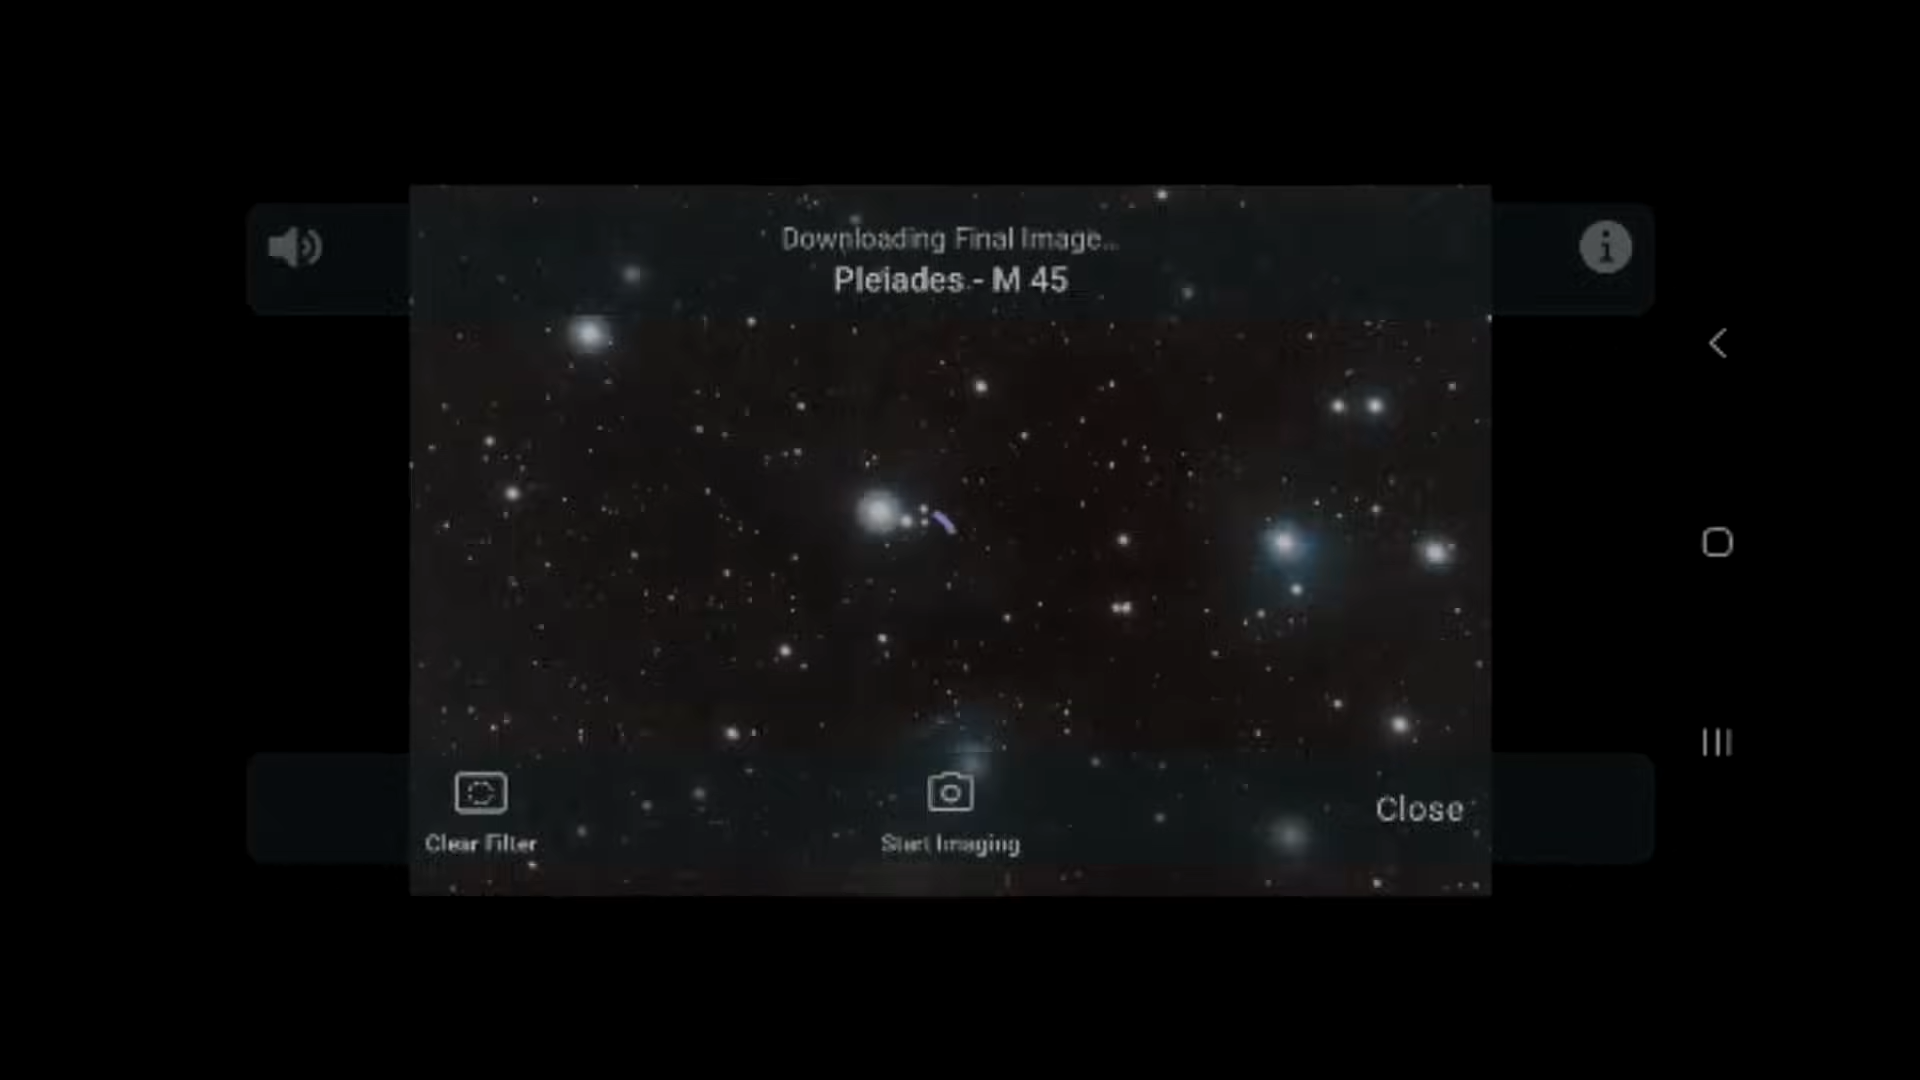 Downloading Final Image...
Pleiades - M 45
Clear Filter
Start Imaging
Close